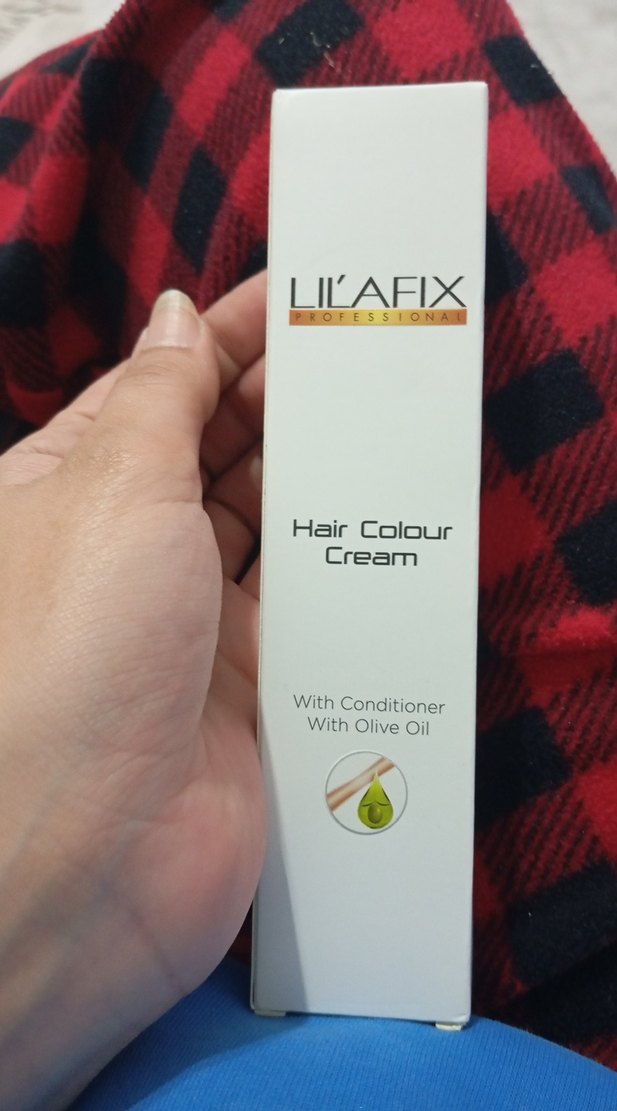 LIL'AFIX
PROFESSIONAL
Hair Colour
Cream
With Conditioner
With Olive Oil